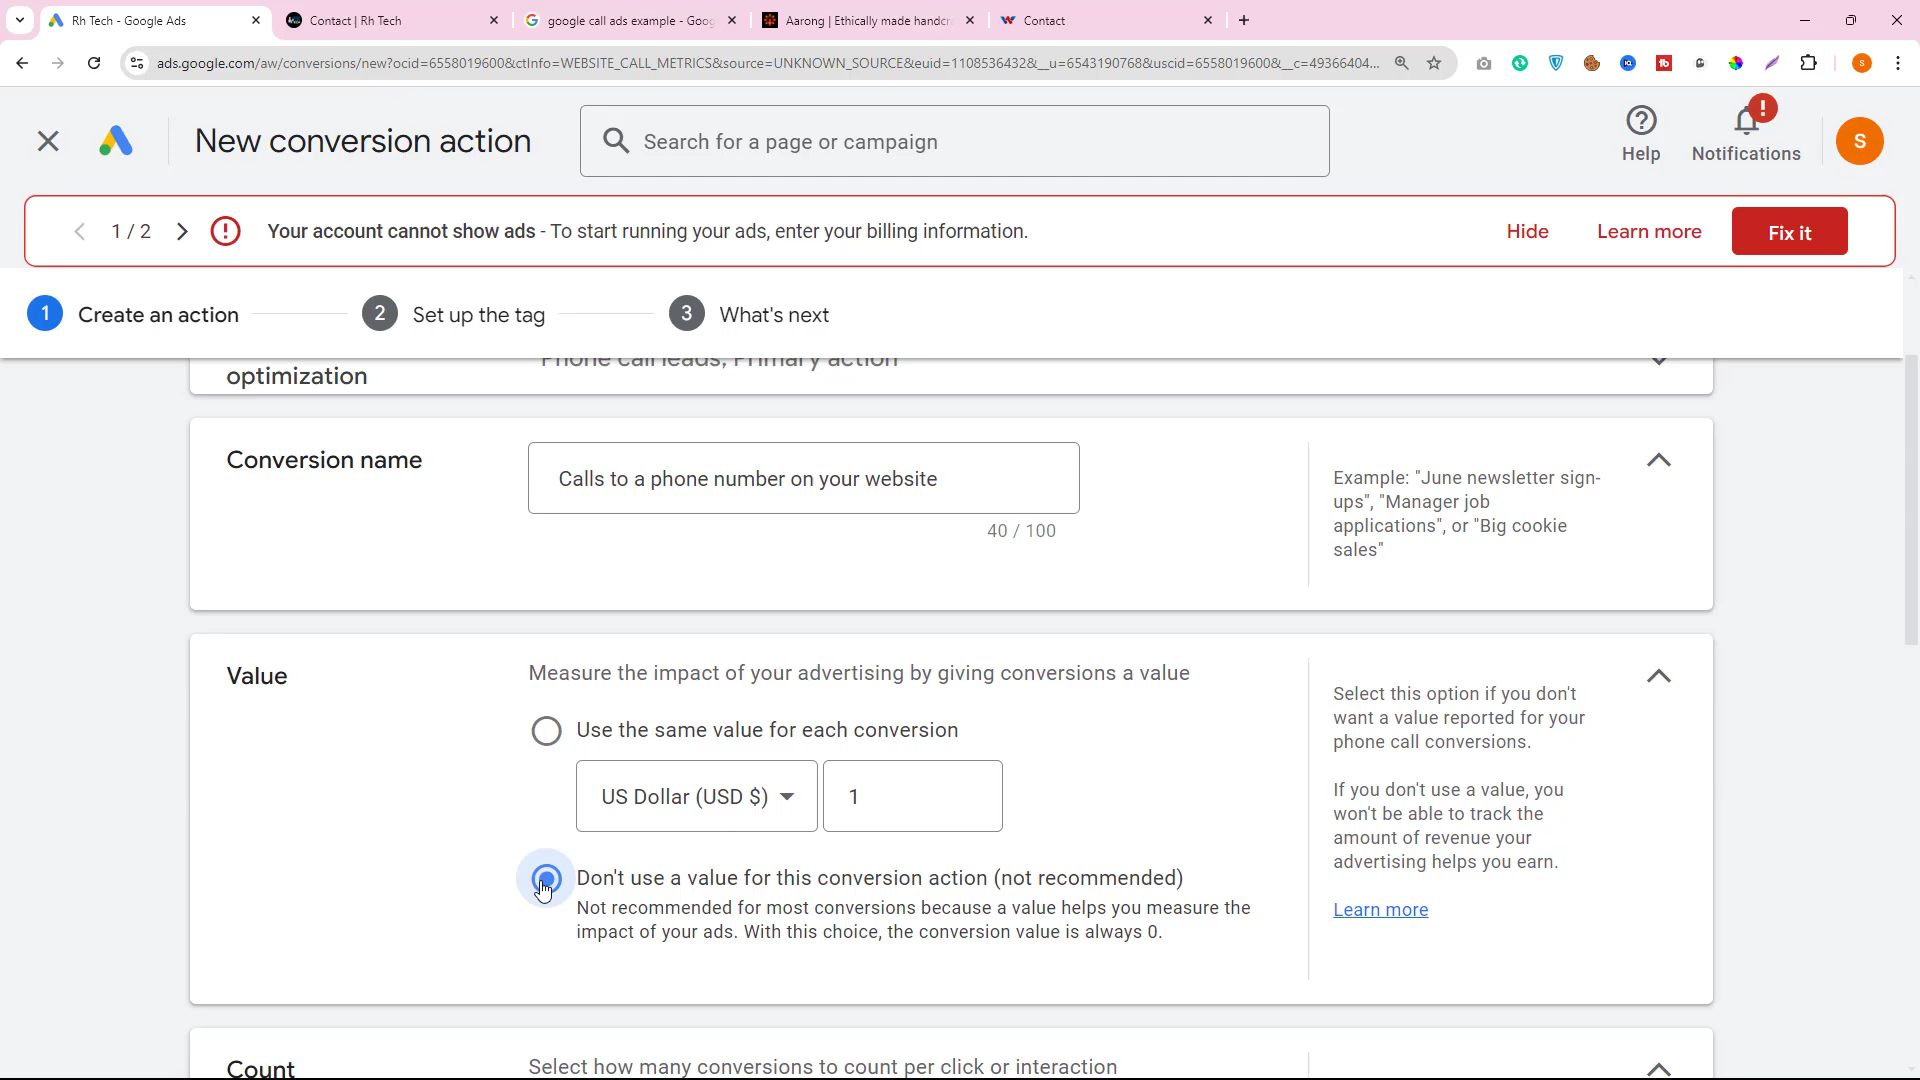 Rh Tech - Google Ads
Contact | Rh Tech
google call ads example - Goog
Aarong | Ethically made handcra
Contact
ads.google.com/aw/conversions/new?ocid=6558019600&ctInfo=WEBSITE_CALL_METRICS&source=UNKNOWN_SOURCE&euid=1108536432&__u=6543190768&uscid=6558019600&__c=49366404...
New conversion action
Search for a page or campaign
Help
Notifications
S
1 / 2
Your account cannot show ads - To start running your ads, enter your billing information.
Hide
Learn more
Fix it
1 Create an action
2 Set up the tag
3 What's next
optimization
Phone call leads, Primary action
Conversion name
Calls to a phone number on your website
40 / 100
Example: "June newsletter sign-
ups", "Manager job
applications", or "Big cookie
sales"
Value
Measure the impact of your advertising by giving conversions a value
Use the same value for each conversion
US Dollar (USD $)
1
Don't use a value for this conversion action (not recommended)
Not recommended for most conversions because a value helps you measure the
impact of your ads. With this choice, the conversion value is always 0.
Select this option if you don't
want a value reported for your
phone call conversions.
If you don't use a value, you
won't be able to track the
amount of revenue your
advertising helps you earn.
Learn more
Count
Select how many conversions to count per click or interaction